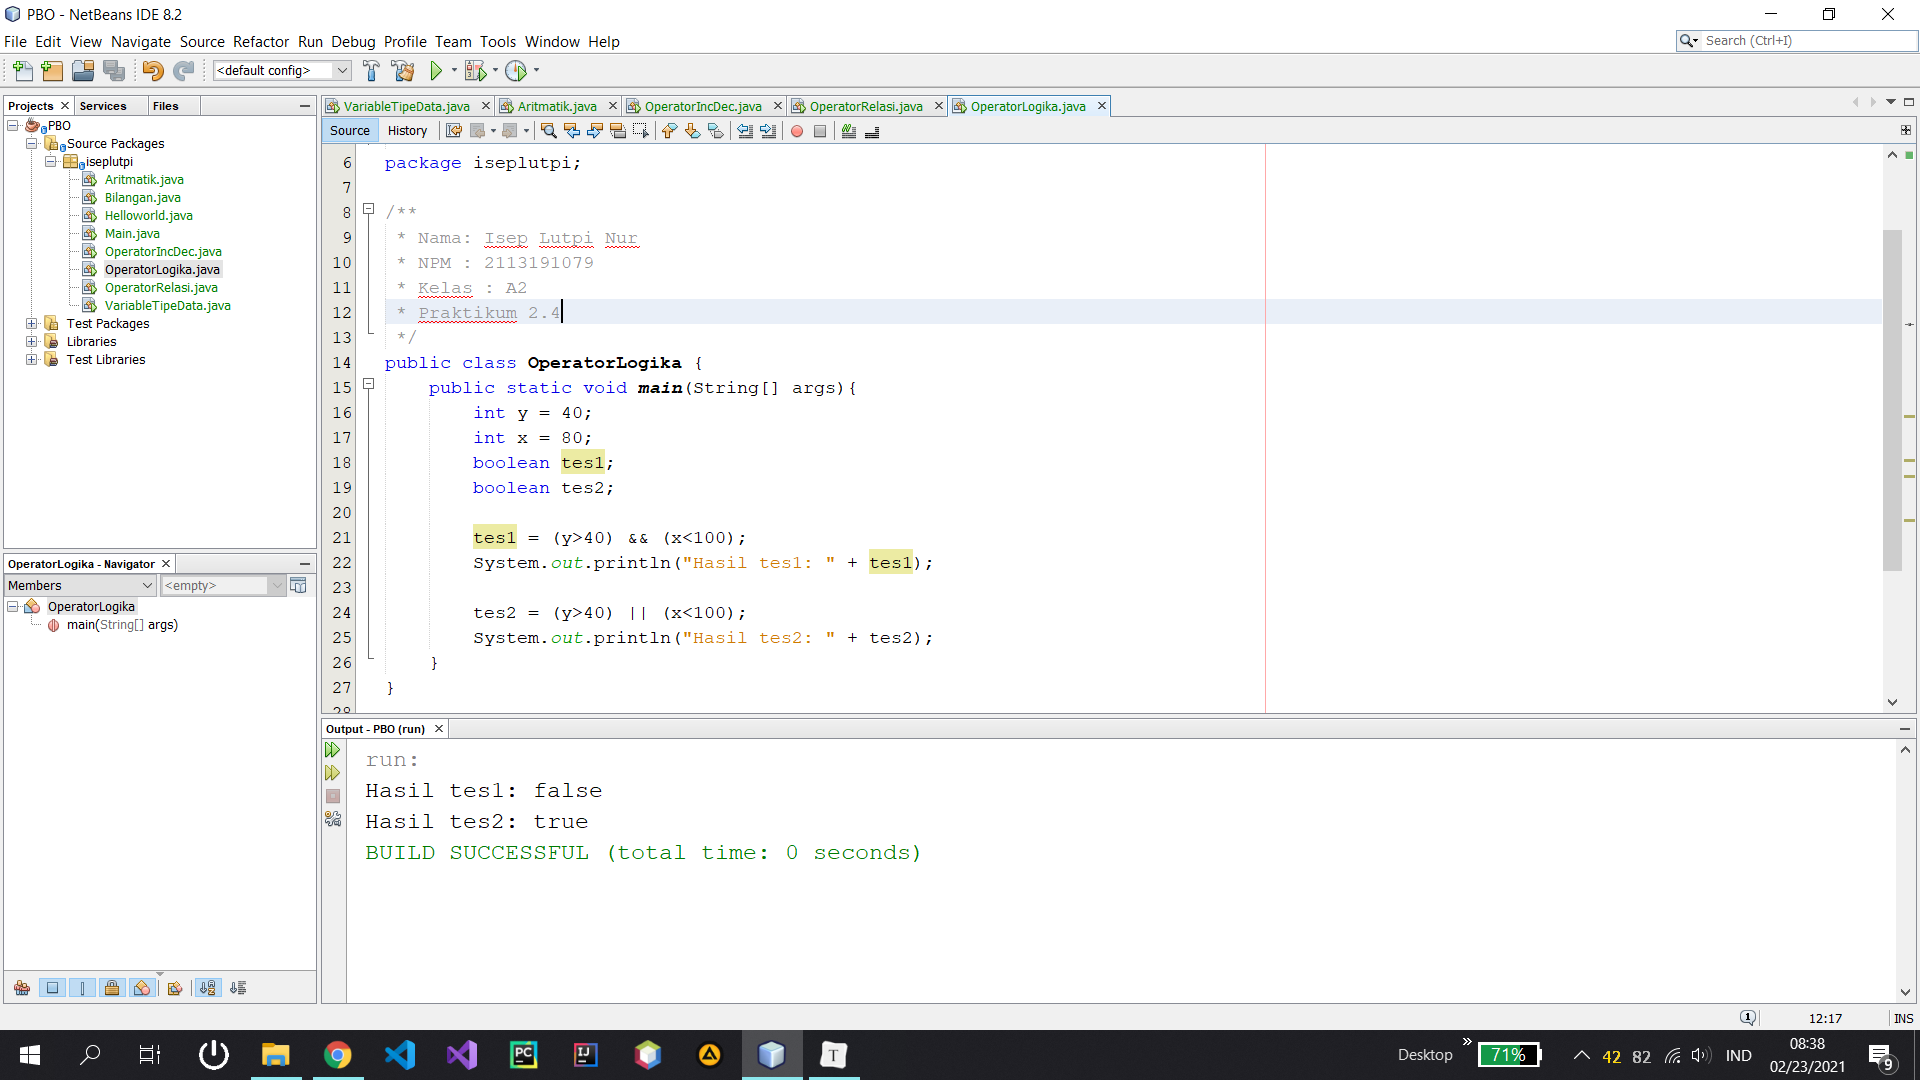 PBO - NetBeans IDE 8.2
File Edit View Navigate Source Refactor Run Debug Profile Team Tools Window Help
Search (Ctrl+I)
<default config>
Projects Services Files
PBO
Source Packages
iseplutpi
Aritmatik.java
Bilangan.java
Helloworld.java
Main.java
OperatorIncDec.java
OperatorLogika.java
OperatorRelasi.java
VariableTipeData.java
Test Packages
Libraries
Test Libraries
OperatorLogika - Navigator
Members <empty>
OperatorLogika
main(String[] args)
VariableTipeData.java Aritmatik.java OperatorIncDec.java OperatorRelasi.java OperatorLogika.java
Source History
6 package iseplutpi;
7
8 /**
9 * Nama: Isep Lutpi Nur
10 * NPM : 2113191079
11 * Kelas : A2
12 * Praktikum 2.4
13 */
14 public class OperatorLogika {
15 public static void main(String[] args){
16 int y = 40;
17 int x = 80;
18 boolean tes1;
19 boolean tes2;
20
21 tes1 = (y>40) && (x<100);
22 System.out.println("Hasil tes1: " + tes1);
23
24 tes2 = (y>40) || (x<100);
25 System.out.println("Hasil tes2: " + tes2);
26 }
27 }
28
Output - PBO (run)
run:
Hasil tes1: false
Hasil tes2: true
BUILD SUCCESSFUL (total time: 0 seconds)
1 12:17 INS
Desktop 71% 42 82 IND 08:38
02/23/2021
9